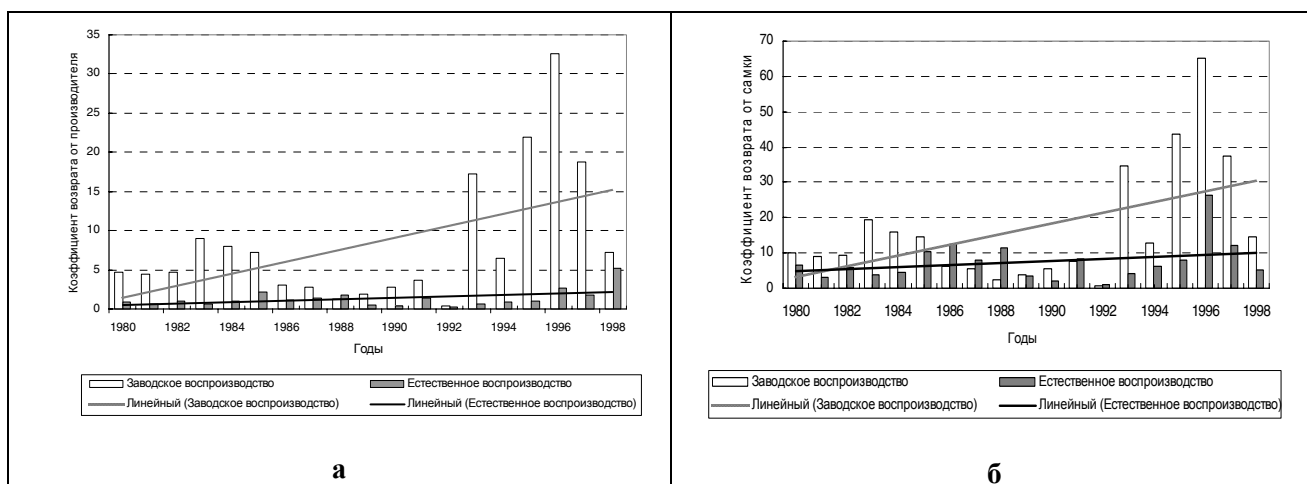 Коэффициент возврата от производителя
35
30
25
20
15
10
5
0
1980 1982 1984 1986 1988 1990 1992 1994 1996 1998
Годы
Заводское воспроизводство Естественное воспроизводство
Линейный (Заводское воспроизводство) Линейный (Естественное воспроизводство)
а
Коэффициент возврата от самки
70
60
50
40
30
20
10
0
1980 1982 1984 1986 1988 1990 1992 1994 1996 1998
Годы
Заводское воспроизводство Естественное воспроизводство
Линейный (Заводское воспроизводство) Линейный (Естественное воспроизводство)
б